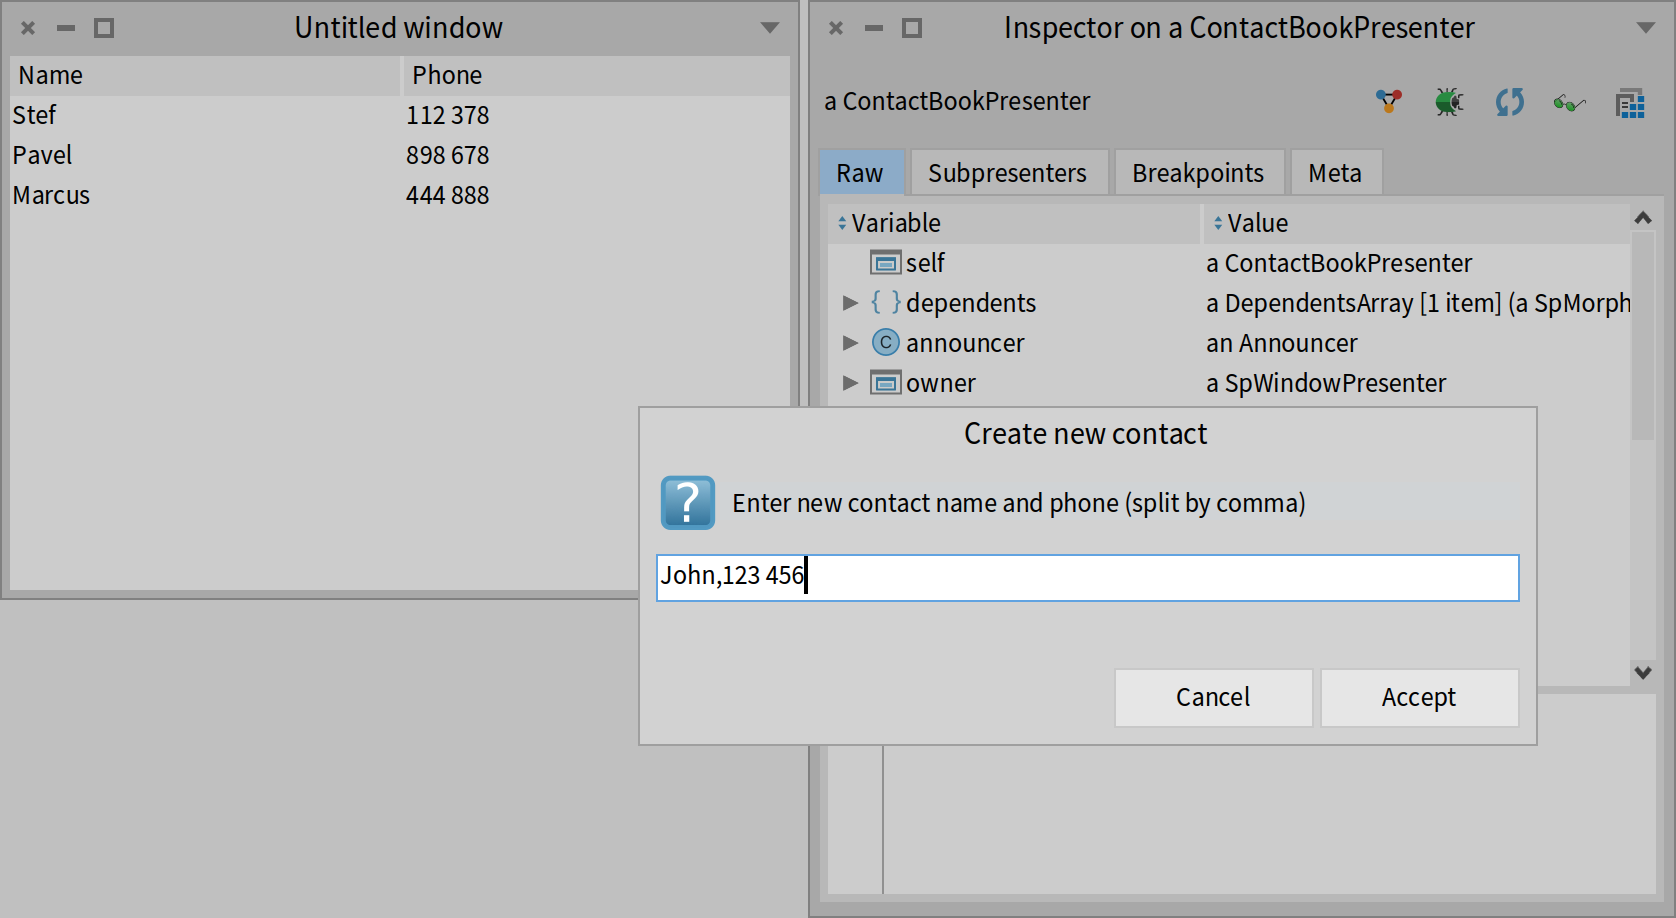 Untitled window
Name Phone
Stef 112 378
Pavel 898 678
Marcus 444 888
Inspector on a ContactBookPresenter
a ContactBookPresenter
Raw Subpresenters Breakpoints Meta
Variable Value
self a ContactBookPresenter
{ } dependents a DependentsArray [1 item] (a SpMorph
C announcer an Announcer
owner a SpWindowPresenter
Create new contact
? Enter new contact name and phone (split by comma)
John,123 456
Cancel Accept